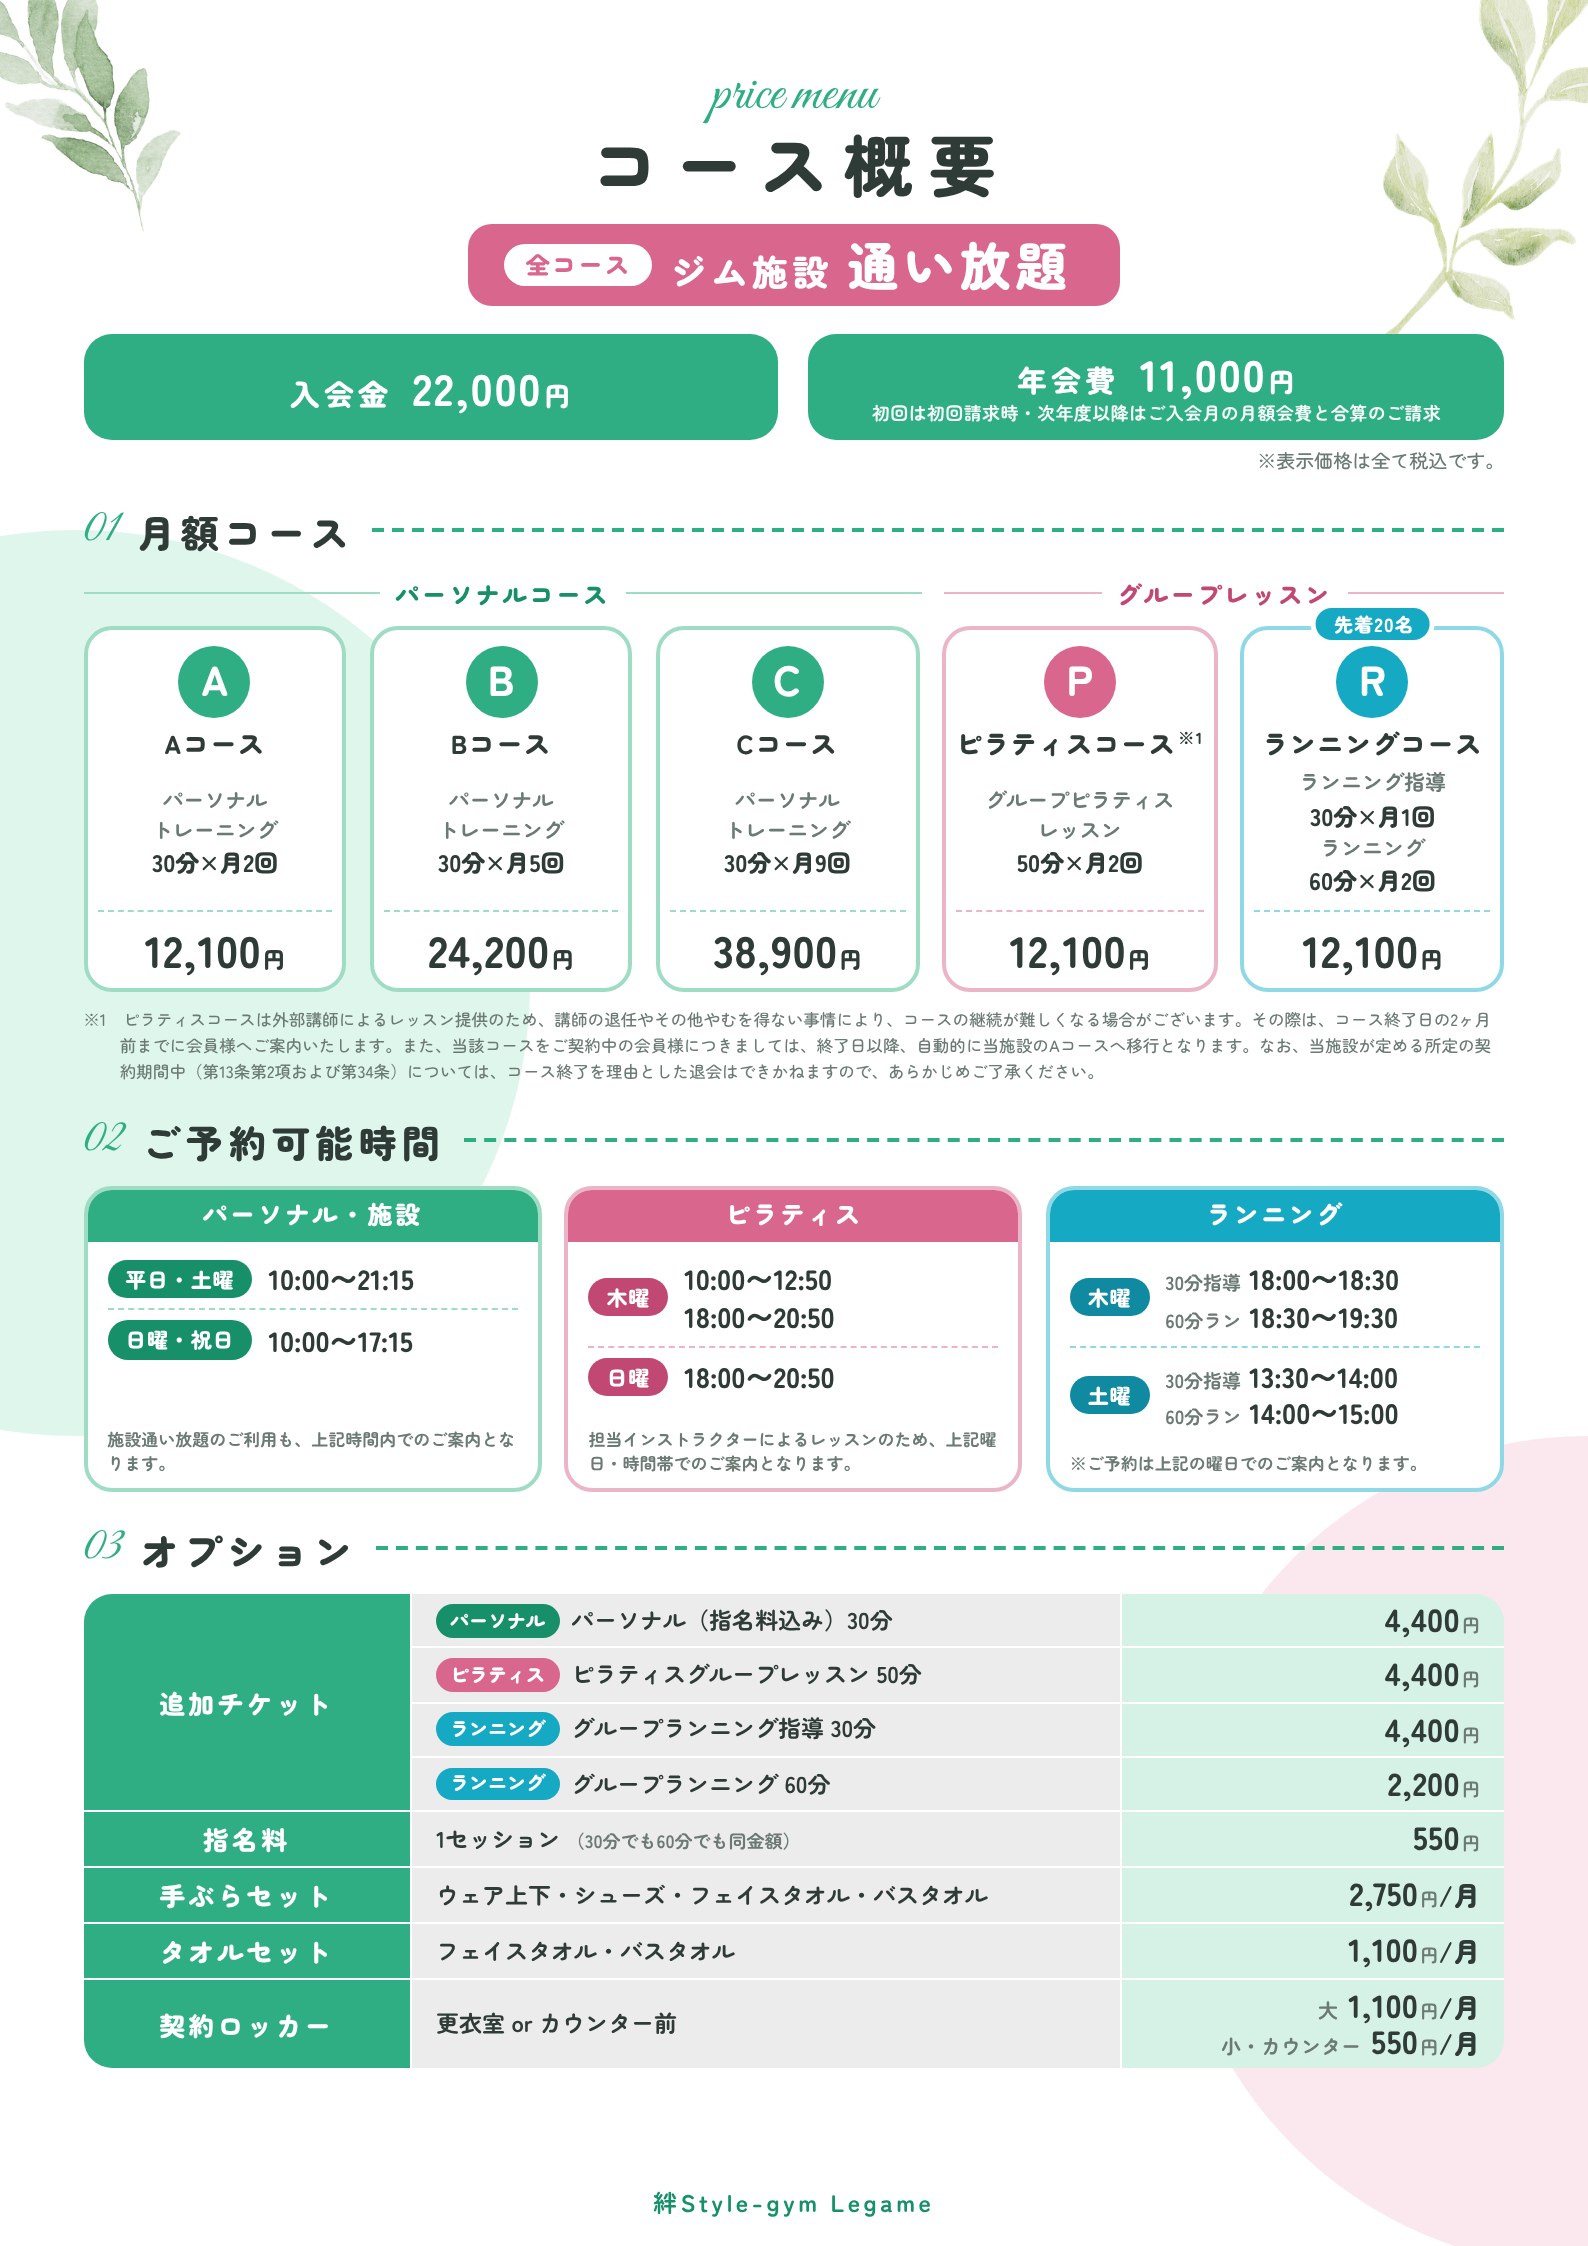 price menu
コース概要
全コース ジム施設 通い放題
入会金 22,000円
年会費 11,000円
初回は初回請求時・次年度以降はご入会月の月額会費と合算のご請求
※表示価格は全て税込です。
01 月額コース
パーソナルコース
グループレッスン
A
Aコース
パーソナル
トレーニング
30分×月2回
12,100円
B
Bコース
パーソナル
トレーニング
30分×月5回
24,200円
C
Cコース
パーソナル
トレーニング
30分×月9回
38,900円
P
ピラティスコース※1
グループピラティス
レッスン
50分×月2回
12,100円
先着20名
R
ランニングコース
ランニング指導
30分×月1回
ランニング
60分×月2回
12,100円
※1 ピラティスコースは外部講師によるレッスン提供のため、講師の退任やその他やむを得ない事情により、コースの継続が難しくなる場合がございます。その際は、コース終了日の2ヶ月
前までに会員様へご案内いたします。また、当該コースをご契約中の会員様につきましては、終了日以降、自動的に当施設のAコースへ移行となります。なお、当施設が定める所定の契
約期間中（第13条第2項および第34条）については、コース終了を理由とした退会はできかねますので、あらかじめご了承ください。
02 ご予約可能時間
パーソナル・施設
平日・土曜 10:00〜21:15
日曜・祝日 10:00〜17:15
施設通い放題のご利用も、上記時間内でのご案内とな
ります。
ピラティス
木曜 10:00〜12:50
18:00〜20:50
日曜 18:00〜20:50
担当インストラクターによるレッスンのため、上記曜
日・時間帯でのご案内となります。
ランニング
木曜 30分指導 18:00〜18:30
60分ラン 18:30〜19:30
土曜 30分指導 13:30〜14:00
60分ラン 14:00〜15:00
※ご予約は上記の曜日でのご案内となります。
03 オプション
追加チケット
パーソナル パーソナル（指名料込み）30分 4,400円
ピラティス ピラティスグループレッスン 50分 4,400円
ランニング グループランニング指導 30分 4,400円
ランニング グループランニング 60分 2,200円
指名料 1セッション （30分でも60分でも同金額） 550円
手ぶらセット ウェア上下・シューズ・フェイスタオル・バスタオル 2,750円/月
タオルセット フェイスタオル・バスタオル 1,100円/月
契約ロッカー 更衣室 or カウンター前 大 1,100円/月
小・カウンター 550円/月
絆Style-gym Legame